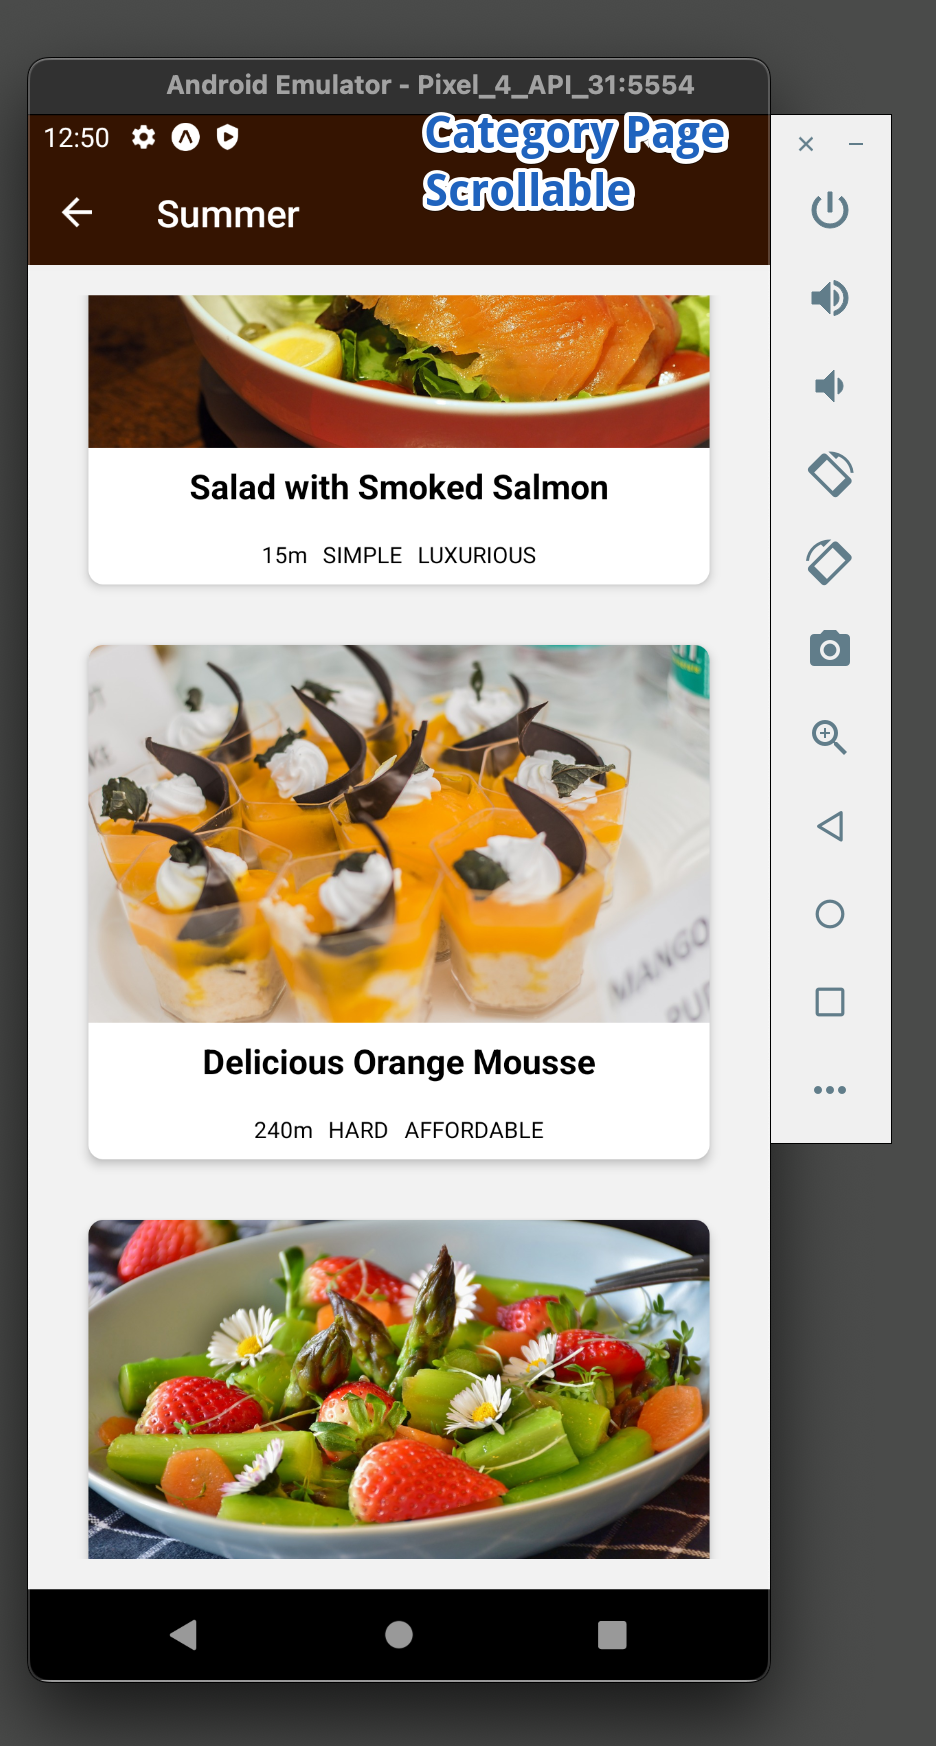 Android Emulator - Pixel_4_API_31:5554
12:50
Category Page
Scrollable
Summer
Salad with Smoked Salmon
15m SIMPLE LUXURIOUS
MANGO
Delicious Orange Mousse
240m HARD AFFORDABLE